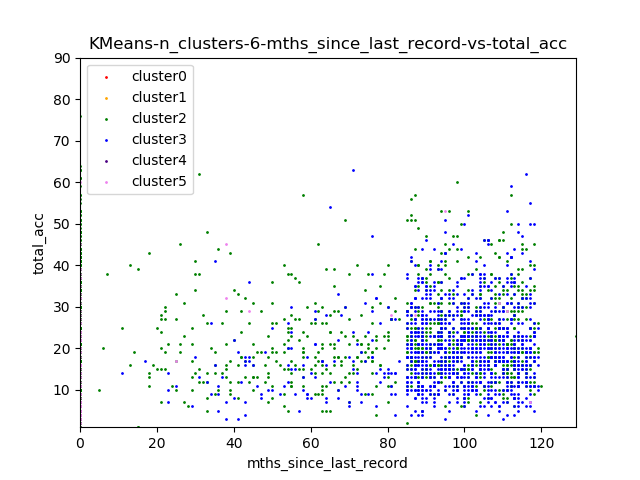 KMeans-n_clusters-6-mths_since_last_record-vs-total_acc
90
80
70
60
50
40
30
20
10
total_acc
cluster0
cluster1
cluster2
cluster3
cluster4
cluster5
0 20 40 60 80 100 120
mths_since_last_record